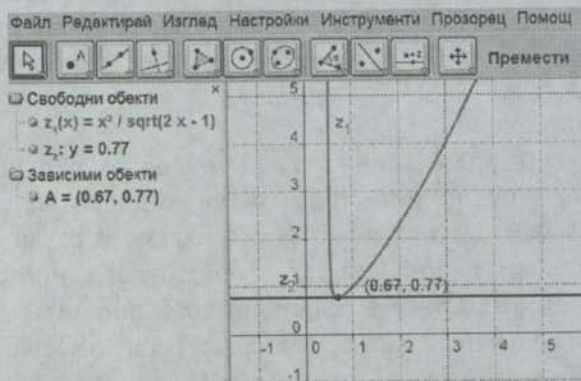 Файл Редактирай Изглед Настройки Инструменти Прозорец Помощ
A
a=2
Премести
Свободни обекти
z₁(x) = x² / sqrt(2 x - 1)
z₂: y = 0.77
Зависими обекти
A = (0.67, 0.77)
5
z₁
4
3
2
z₂
1
(0.67, 0.77)
0
-1 0 1 2 3 4 5
-1